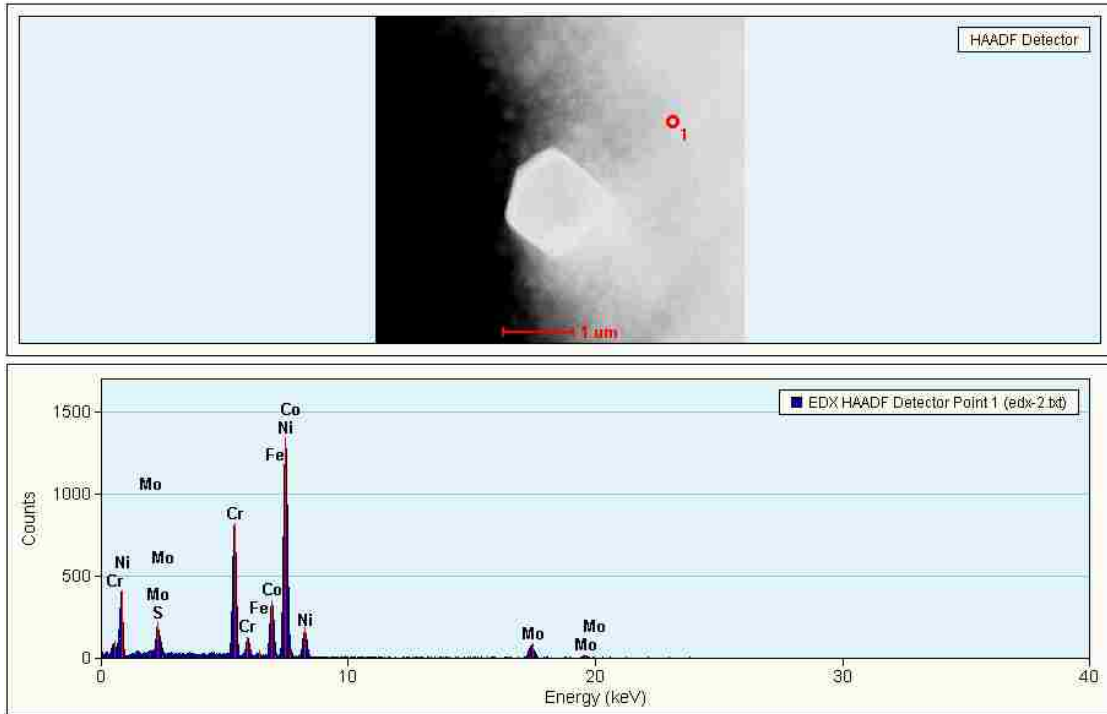 HAADF Detector
1
1 um
EDX HAADF Detector Point 1 (edx-2.txt)
Counts
1500
1000
500
0
Co
Ni
Fe
Mo
Cr
Ni
Mo
Cr
Mo
S
Co
Fe
Cr
Ni
Mo
Mo
Mo
0
10
20
30
40
Energy (keV)